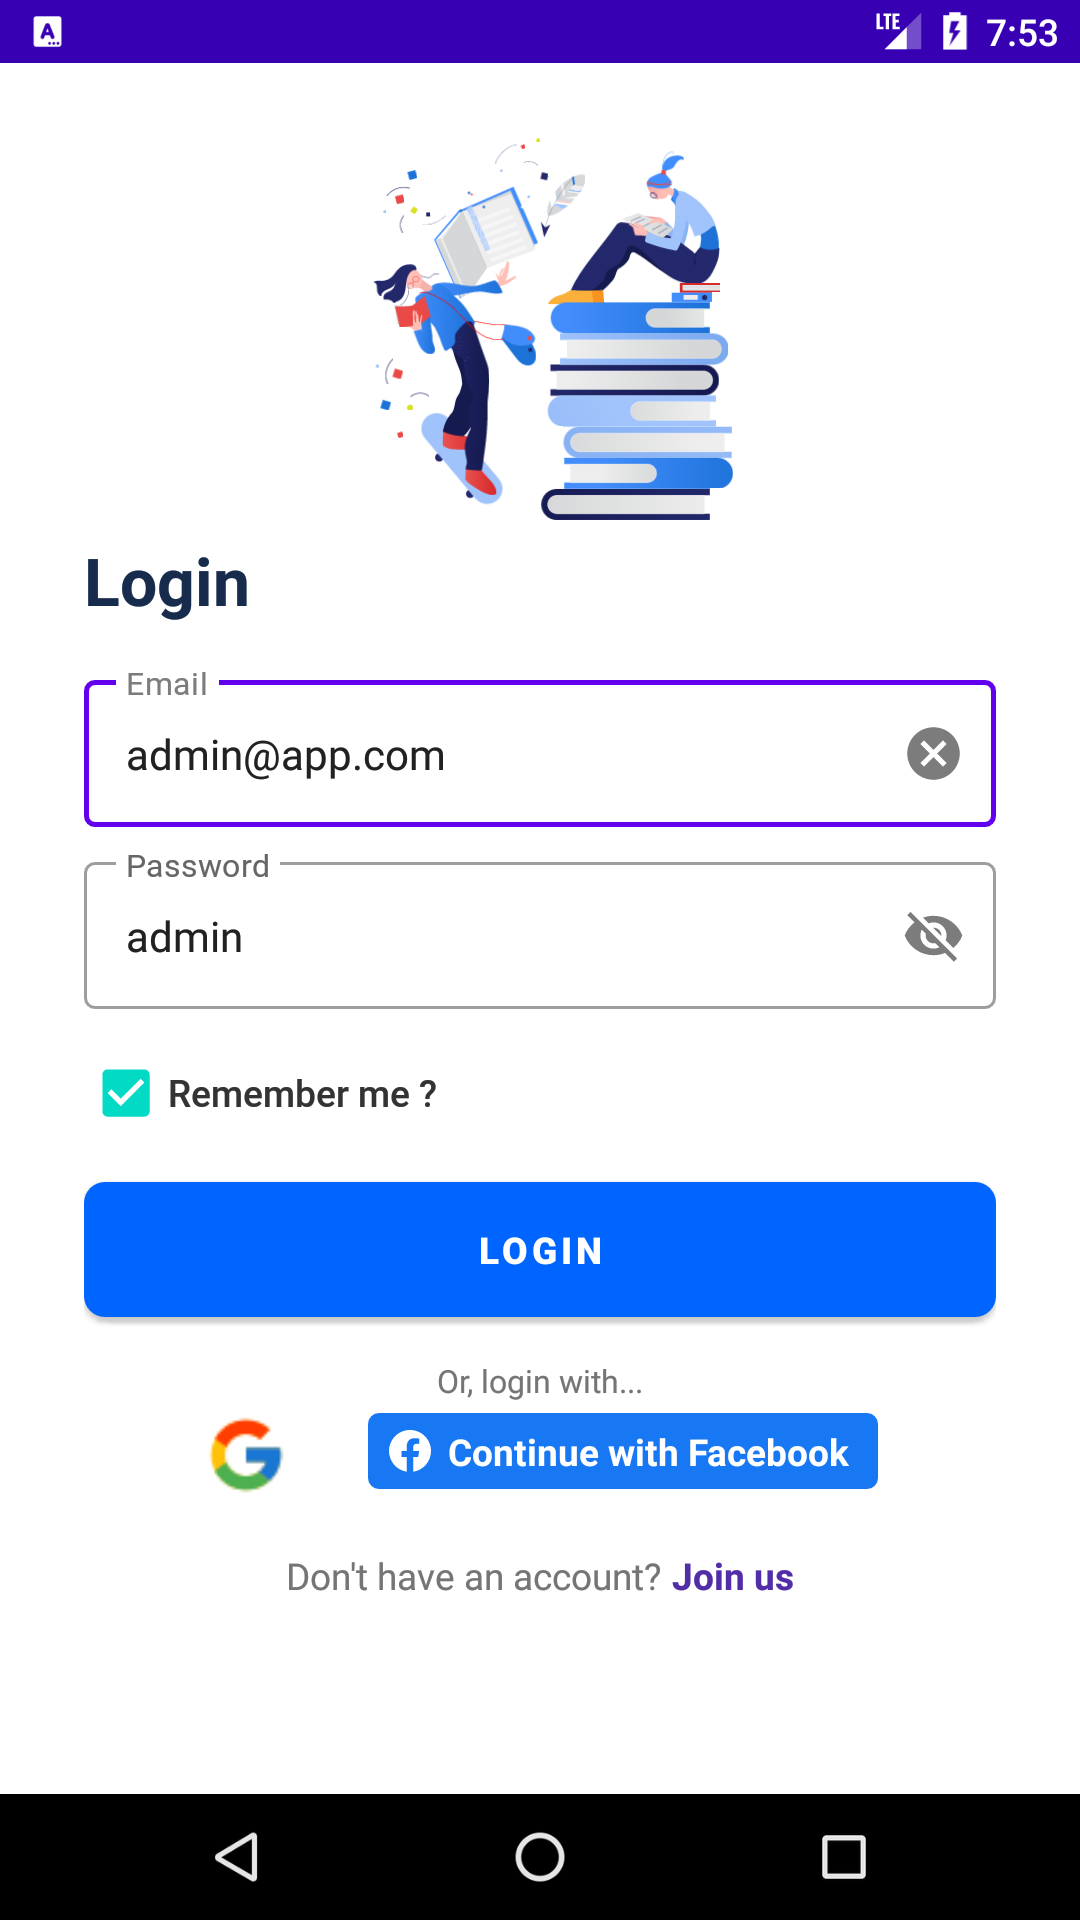 A
LTE
7:53
Login
Email
admin@app.com
Password
admin
Remember me ?
LOGIN
Or, login with...
Continue with Facebook
Don't have an account? Join us